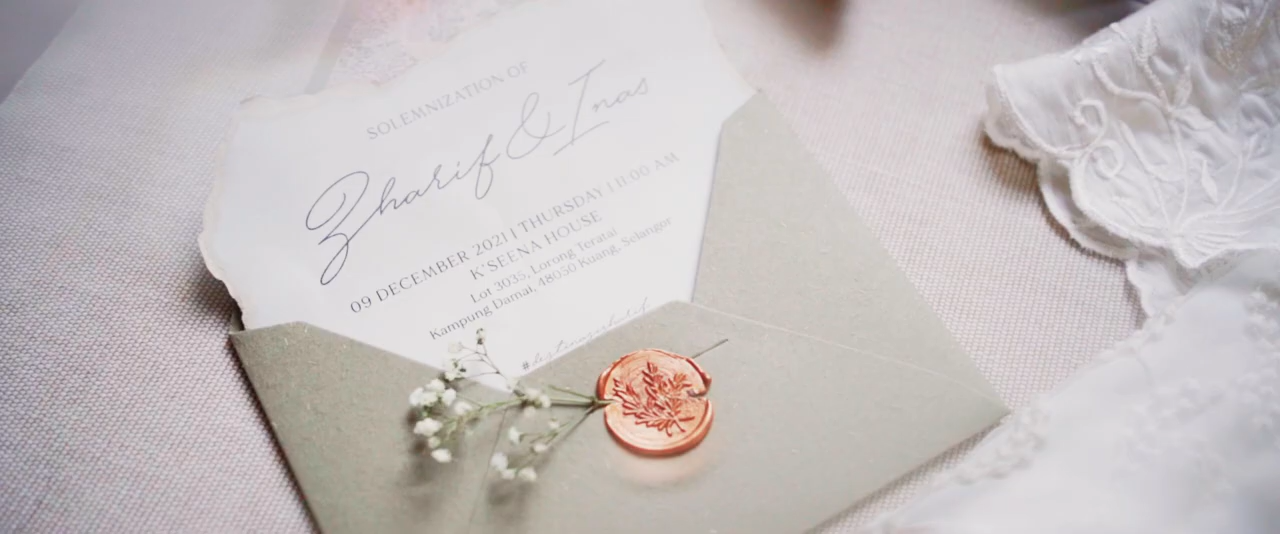 SOLEMNIZATION OF
Zharif & Inas
09 DECEMBER 2021 | THURSDAY | 11.00 AM
K'SEENA HOUSE
Lot 3035, Lorong Teratai
Kampung Damai, 48050 Kuang, Selangor